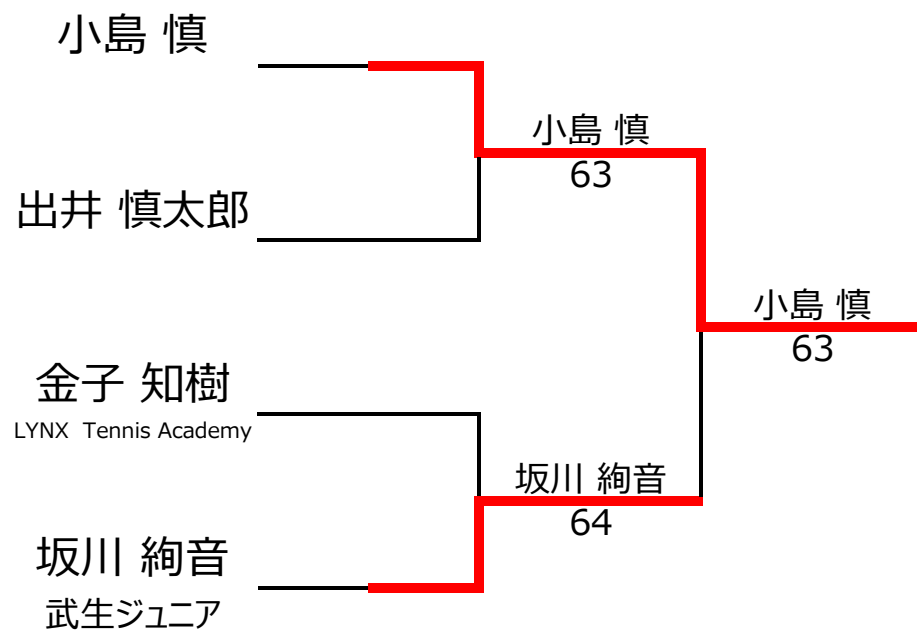 小島 慎
出井 慎太郎
金子 知樹
LYNX Tennis Academy
坂川 絢音
武生ジュニア
小島 慎
63
坂川 絢音
64
小島 慎
63